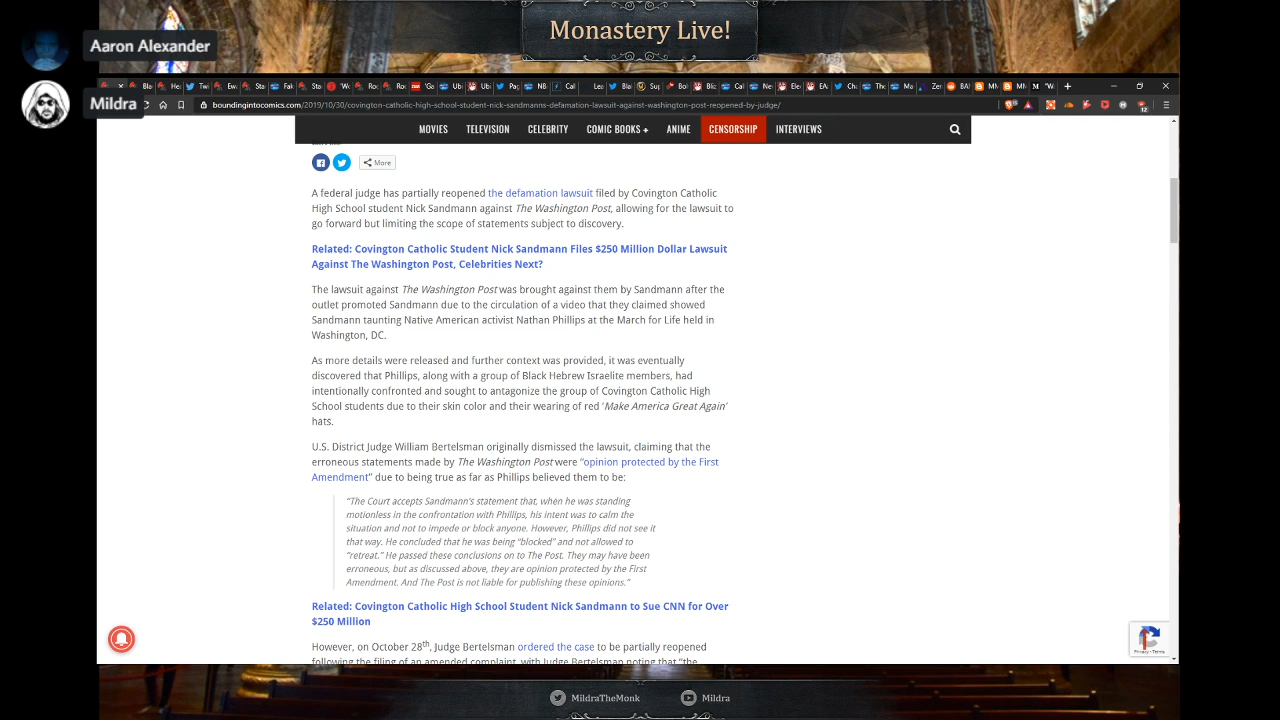 Monastery Live!
Aaron Alexander
Mildra
boundingintocomics.com/2019/10/30/covington-catholic-high-school-student-nick-sandmanns-defamation-lawsuit-against-washington-post-reopened-by-judge/
MOVIES TELEVISION CELEBRITY COMIC BOOKS + ANIME CENSORSHIP INTERVIEWS
More
A federal judge has partially reopened the defamation lawsuit filed by Covington Catholic
High School student Nick Sandmann against The Washington Post, allowing for the lawsuit to
go forward but limiting the scope of statements subject to discovery.
Related: Covington Catholic Student Nick Sandmann Files $250 Million Dollar Lawsuit
Against The Washington Post, Celebrities Next?
The lawsuit against The Washington Post was brought against them by Sandmann after the
outlet promoted Sandmann due to the circulation of a video that they claimed showed
Sandmann taunting Native American activist Nathan Phillips at the March for Life held in
Washington, DC.
As more details were released and further context was provided, it was eventually
discovered that Phillips, along with a group of Black Hebrew Israelite members, had
intentionally confronted and sought to antagonize the group of Covington Catholic High
School students due to their skin color and their wearing of red 'Make America Great Again'
hats.
U.S. District Judge William Bertelsman originally dismissed the lawsuit, claiming that the
erroneous statements made by The Washington Post were “opinion protected by the First
Amendment” due to being true as far as Phillips believed them to be:
“The Court accepts Sandmann’s statement that, when he was standing
motionless in the confrontation with Phillips, his intent was to calm the
situation and not to impede or block anyone. However, Phillips did not see it
that way. He concluded that he was being “blocked” and not allowed to
“retreat.” He passed these conclusions on to The Post. They may have been
erroneous, but as discussed above, they are opinion protected by the First
Amendment. And The Post is not liable for publishing these opinions.”
Related: Covington Catholic High School Student Nick Sandmann to Sue CNN for Over
$250 Million
However, on October 28th, Judge Bertelsman ordered the case to be partially reopened
following the filing of an amended complaint, with Judge Bertelsman noting that “the
Privacy - Terms
MildraTheMonk Mildra